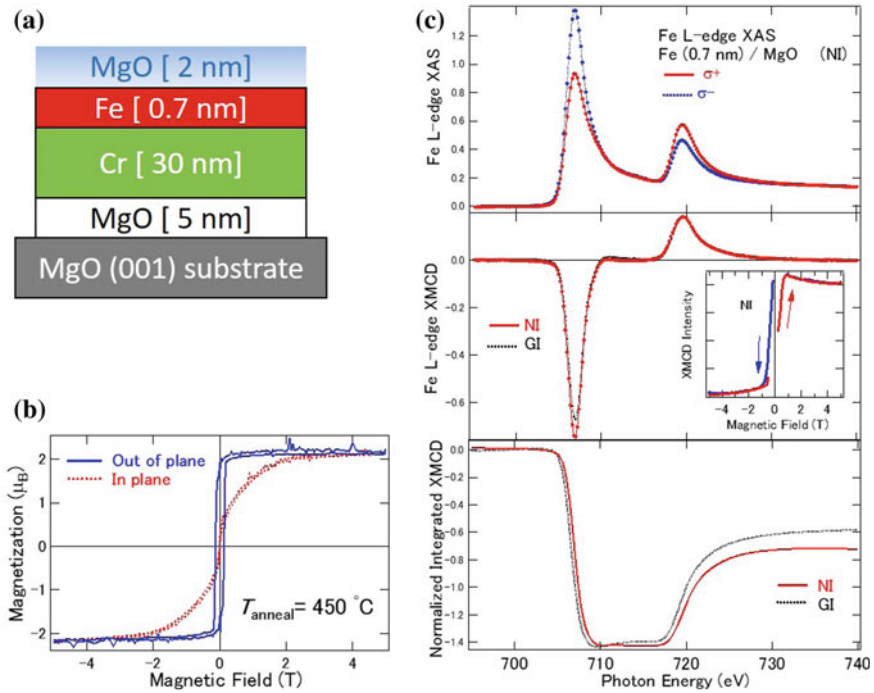 (a)
MgO [ 2 nm]
Fe [ 0.7 nm]
Cr [ 30 nm]
MgO [ 5 nm]
MgO (001) substrate
(b)
Magnetization (μB)
2
1
0
-1
-2
Out of plane
In plane
Tanneal= 450 °C
-4
-2
0
2
4
Magnetic Field (T)
(c)
Fe L-edge XAS
1.2
1.0
0.8
0.6
0.4
0.2
0.0
Fe L-edge XAS
Fe (0.7 nm) / MgO (NI)
σ+
σ−
Fe L-edge XMCD
0.0
-0.2
-0.4
-0.6
NI
GI
XMCD Intensity
NI
-4
-2
0
2
4
Magnetic Field (T)
Normalized Integrated XMCD
0.0
-0.2
-0.4
-0.6
-0.8
-1.0
-1.2
-1.4
NI
GI
700
710
720
730
740
Photon Energy (eV)